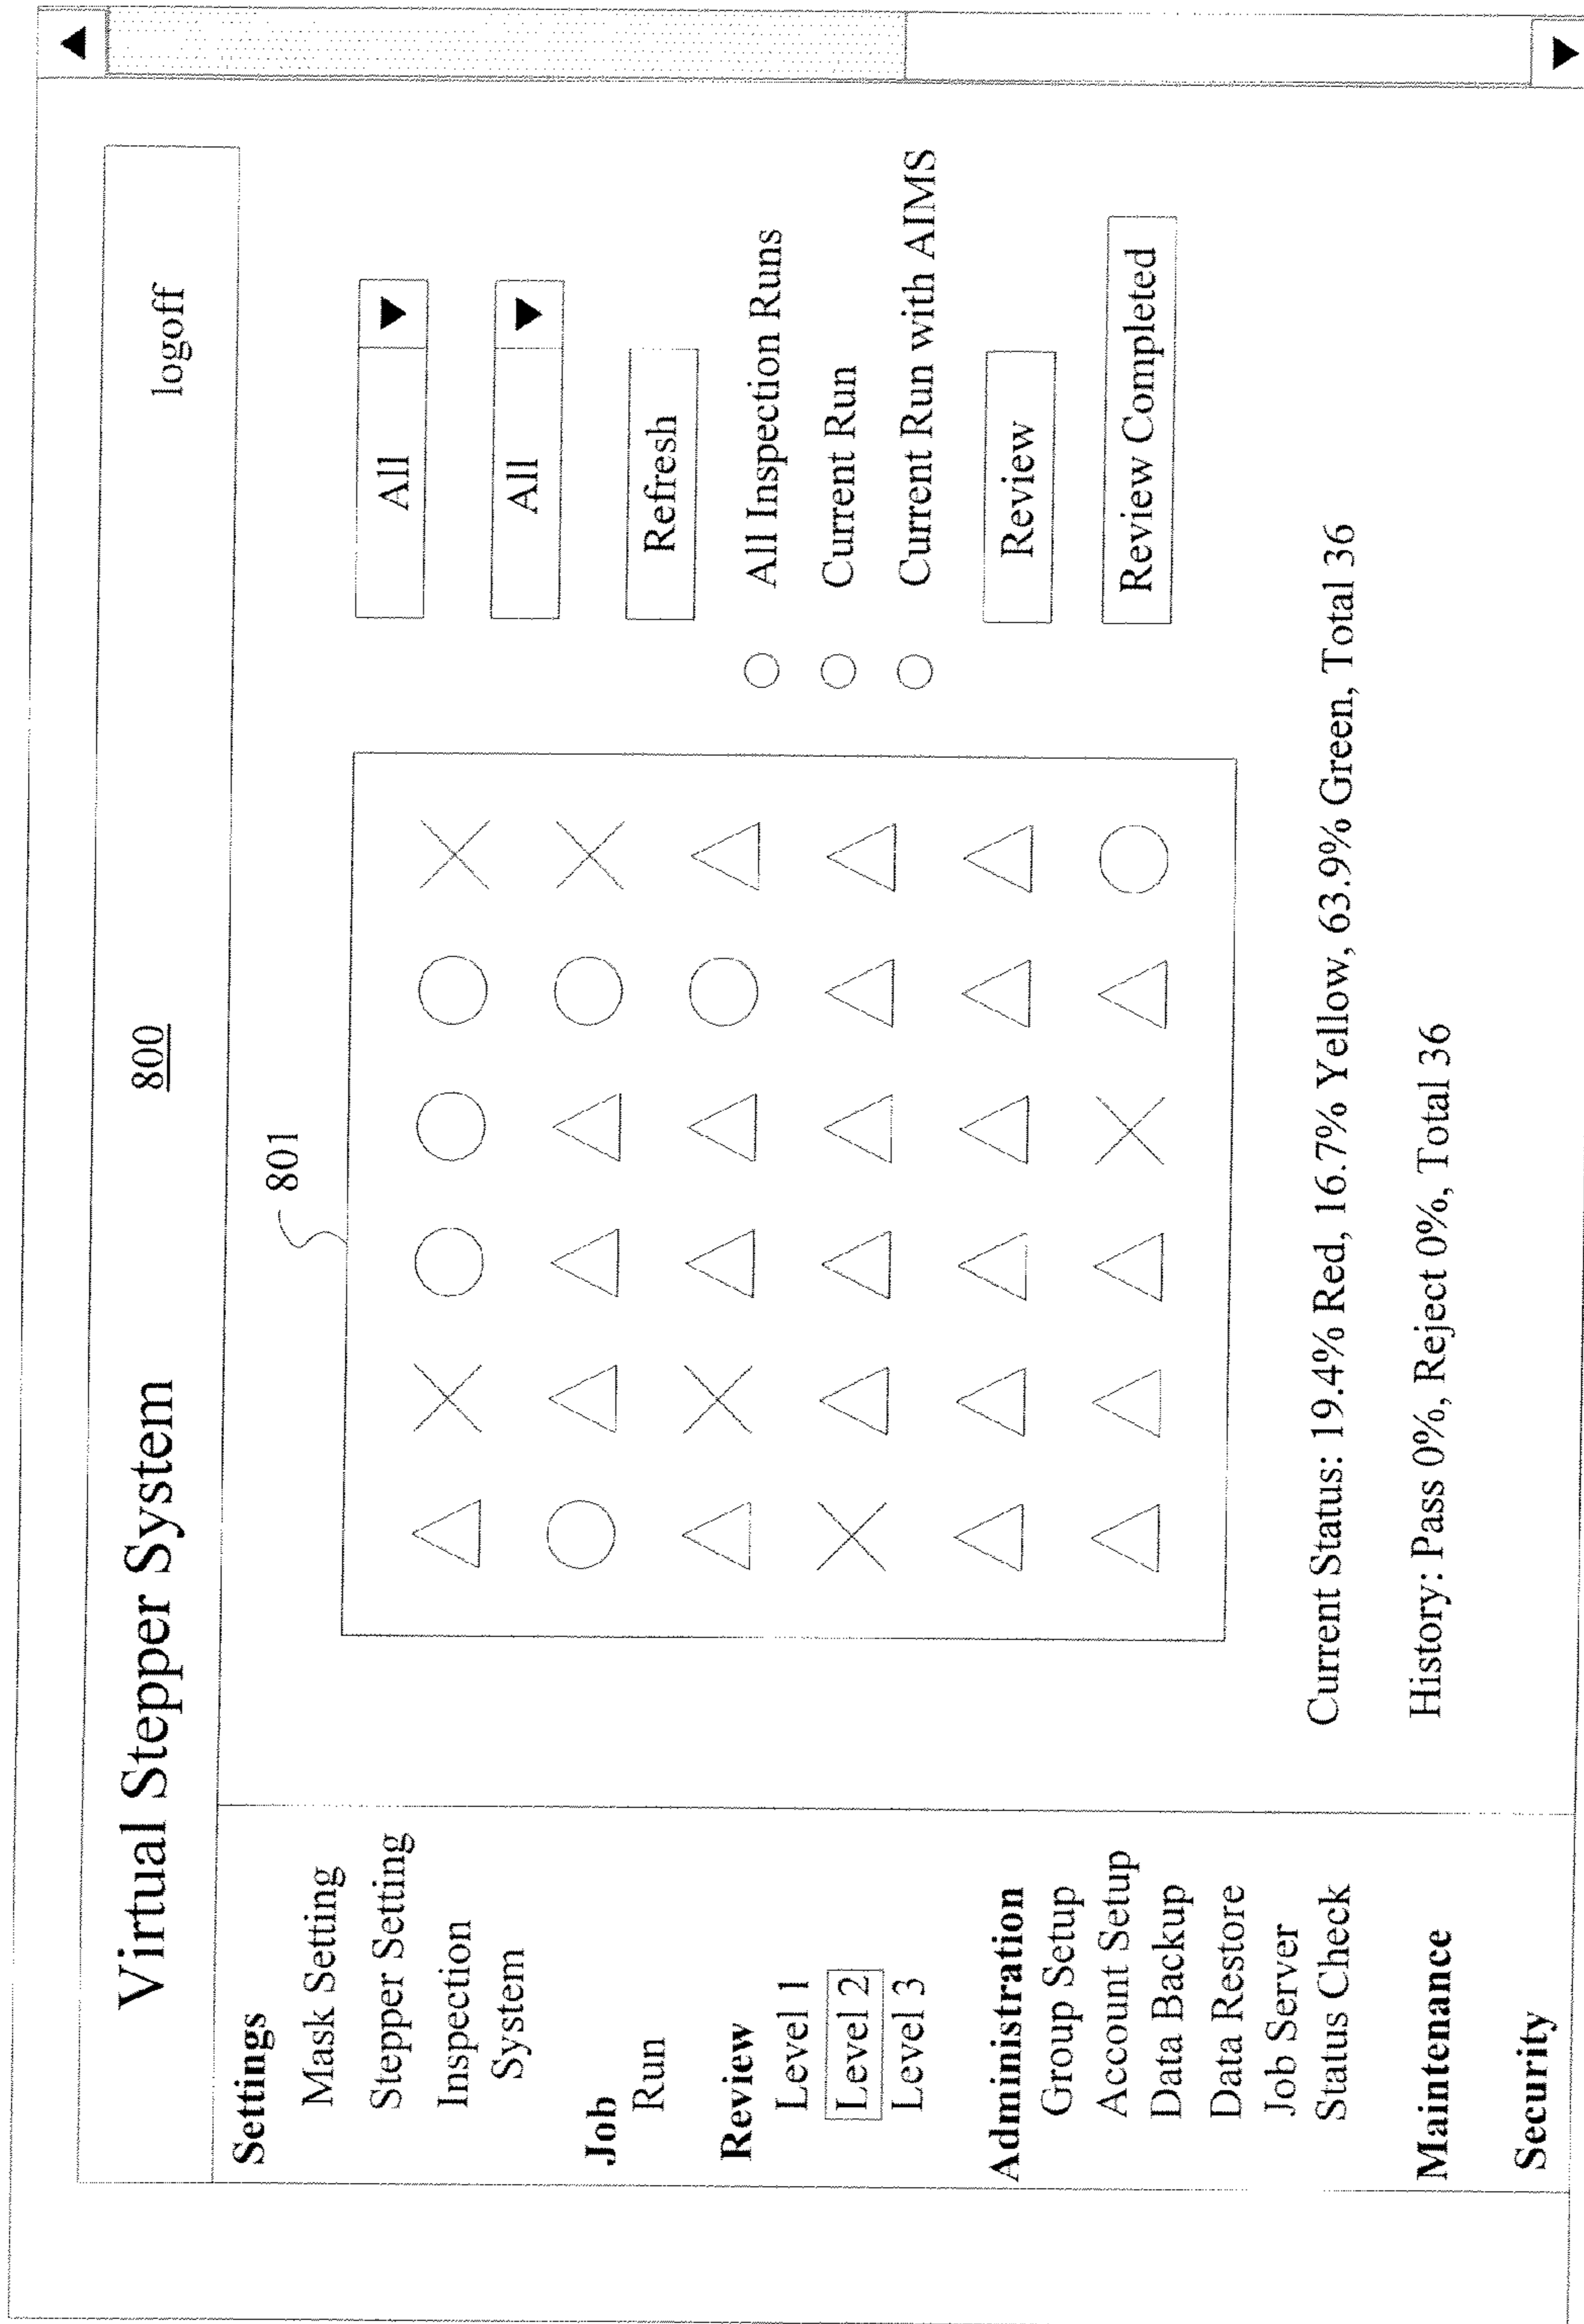 Virtual Stepper System
800
logoff
Settings
Mask Setting
Stepper Setting
Inspection
System
Job
Run
Review
Level 1
Level 2
Level 3
Administration
Group Setup
Account Setup
Data Backup
Data Restore
Job Server
Status Check
Maintenance
Security
801
All
All
Refresh
All Inspection Runs
Current Run
Current Run with AIMS
Review
Review Completed
Current Status: 19.4% Red, 16.7% Yellow, 63.9% Green, Total 36
History: Pass 0%, Reject 0%, Total 36